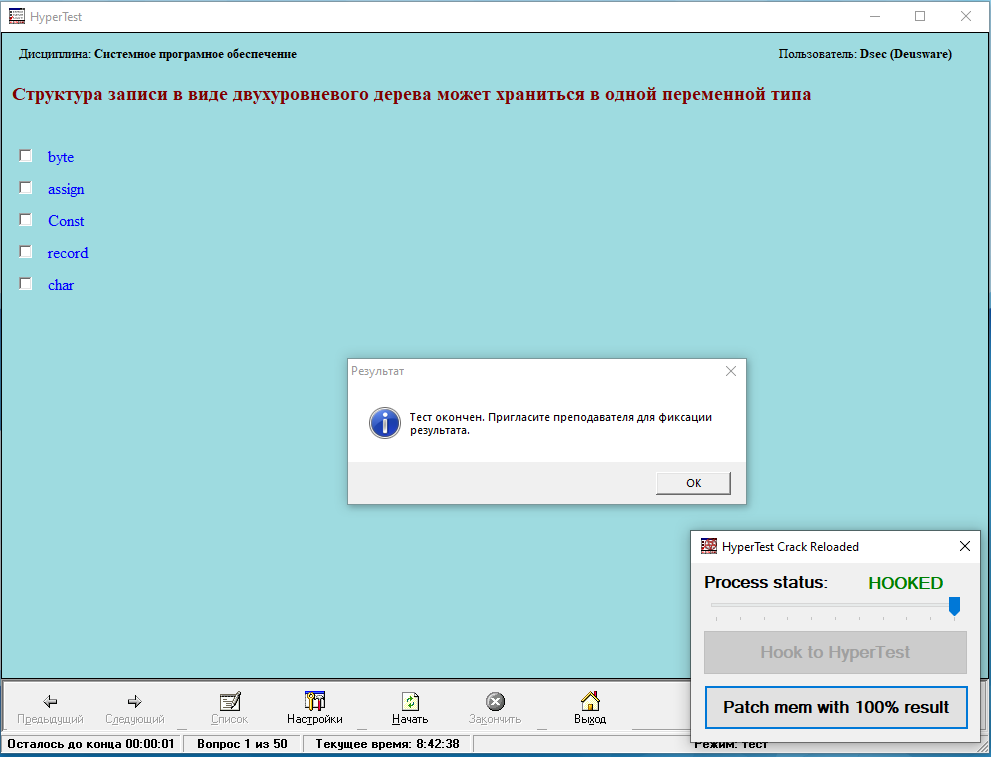 HyperTest
Дисциплина: Системное програмное обеспечение
Пользователь: Dsec (Deusware)
Структура записи в виде двухуровневого дерева может храниться в одной переменной типа
byte
assign
Const
record
char
Результат
Тест окончен. Пригласите преподавателя для фиксации
результата.
OK
HyperTest Crack Reloaded
Process status: HOOKED
Hook to HyperTest
Patch mem with 100% result
Предыдущий Следующий Список Настройки Начать Закончить Выход
Осталось до конца 00:00:01 Вопрос 1 из 50 Текущее время: 8:42:38 Режим: Тест